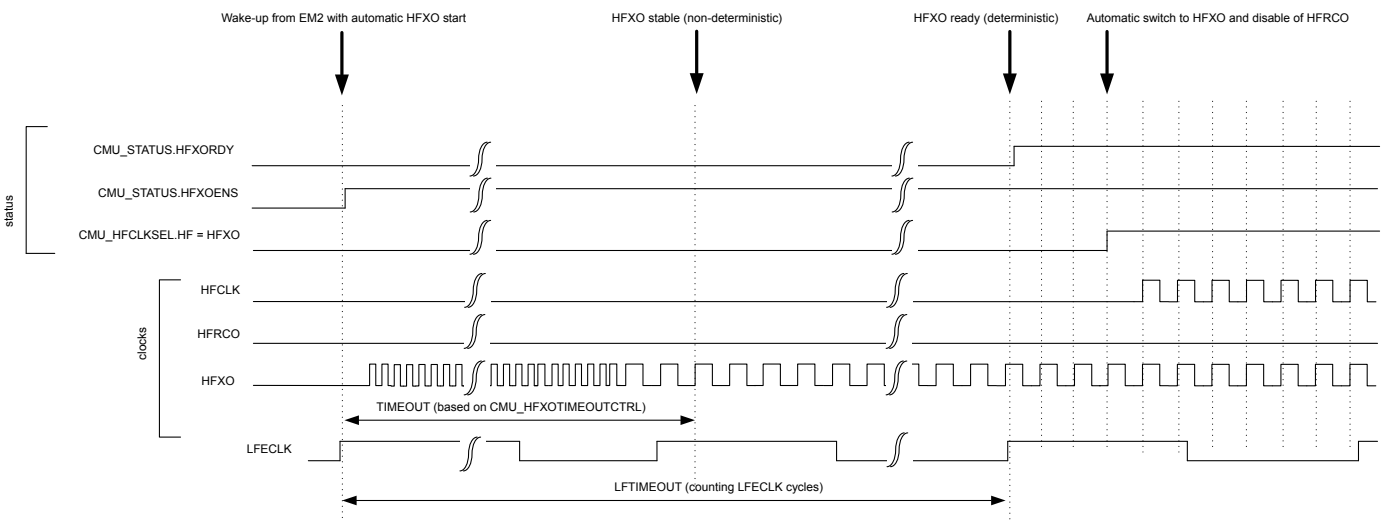 Wake-up from EM2 with automatic HFXO start
HFXO stable (non-deterministic)
HFXO ready (deterministic)
Automatic switch to HFXO and disable of HFRCO
status
CMU_STATUS.HFXORDY
CMU_STATUS.HFXOENS
CMU_HFCLKSEL.HF = HFXO
clocks
HFCLK
HFRCO
HFXO
TIMEOUT (based on CMU_HFXOTIMEOUTCTRL)
LFECLK
LFTIMEOUT (counting LFECLK cycles)